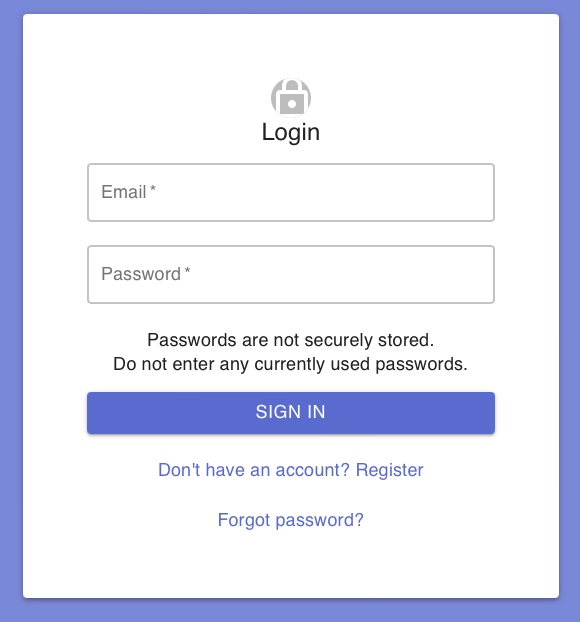 Login
Email *
Password *
Passwords are not securely stored.
Do not enter any currently used passwords.
SIGN IN
Don't have an account? Register
Forgot password?